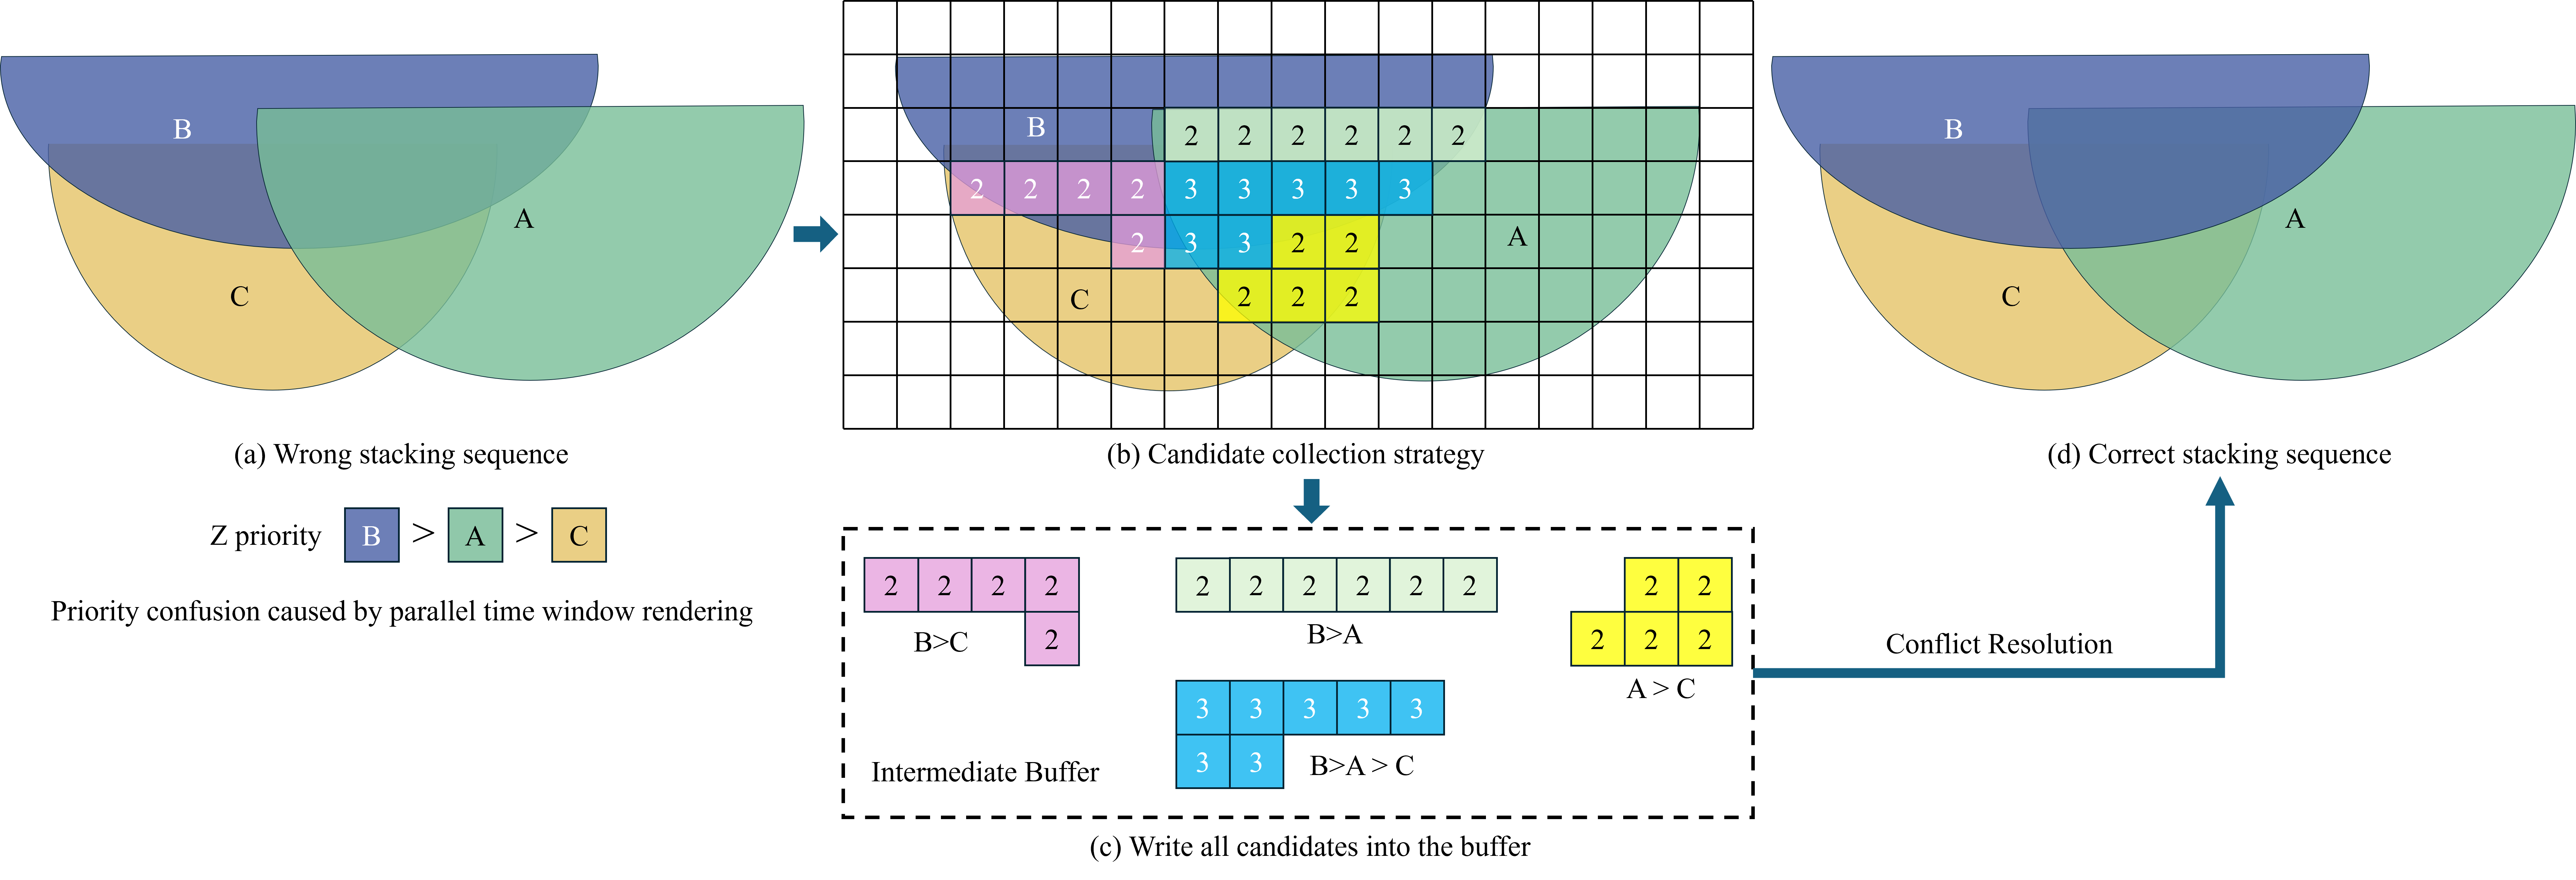 B
A
C
(a) Wrong stacking sequence
Z priority B > A > C
Priority confusion caused by parallel time window rendering
B
2 2 2 2 2 2
2 2 2 2 3 3 3 3 3
2 3 3 2 2
A
C
2 2 2
(b) Candidate collection strategy
2 2 2 2
2
B>C
2 2 2 2 2 2
B>A
2 2
2 2 2
A > C
3 3 3 3 3
3 3
B>A > C
Intermediate Buffer
(c) Write all candidates into the buffer
Conflict Resolution
B
A
C
(d) Correct stacking sequence